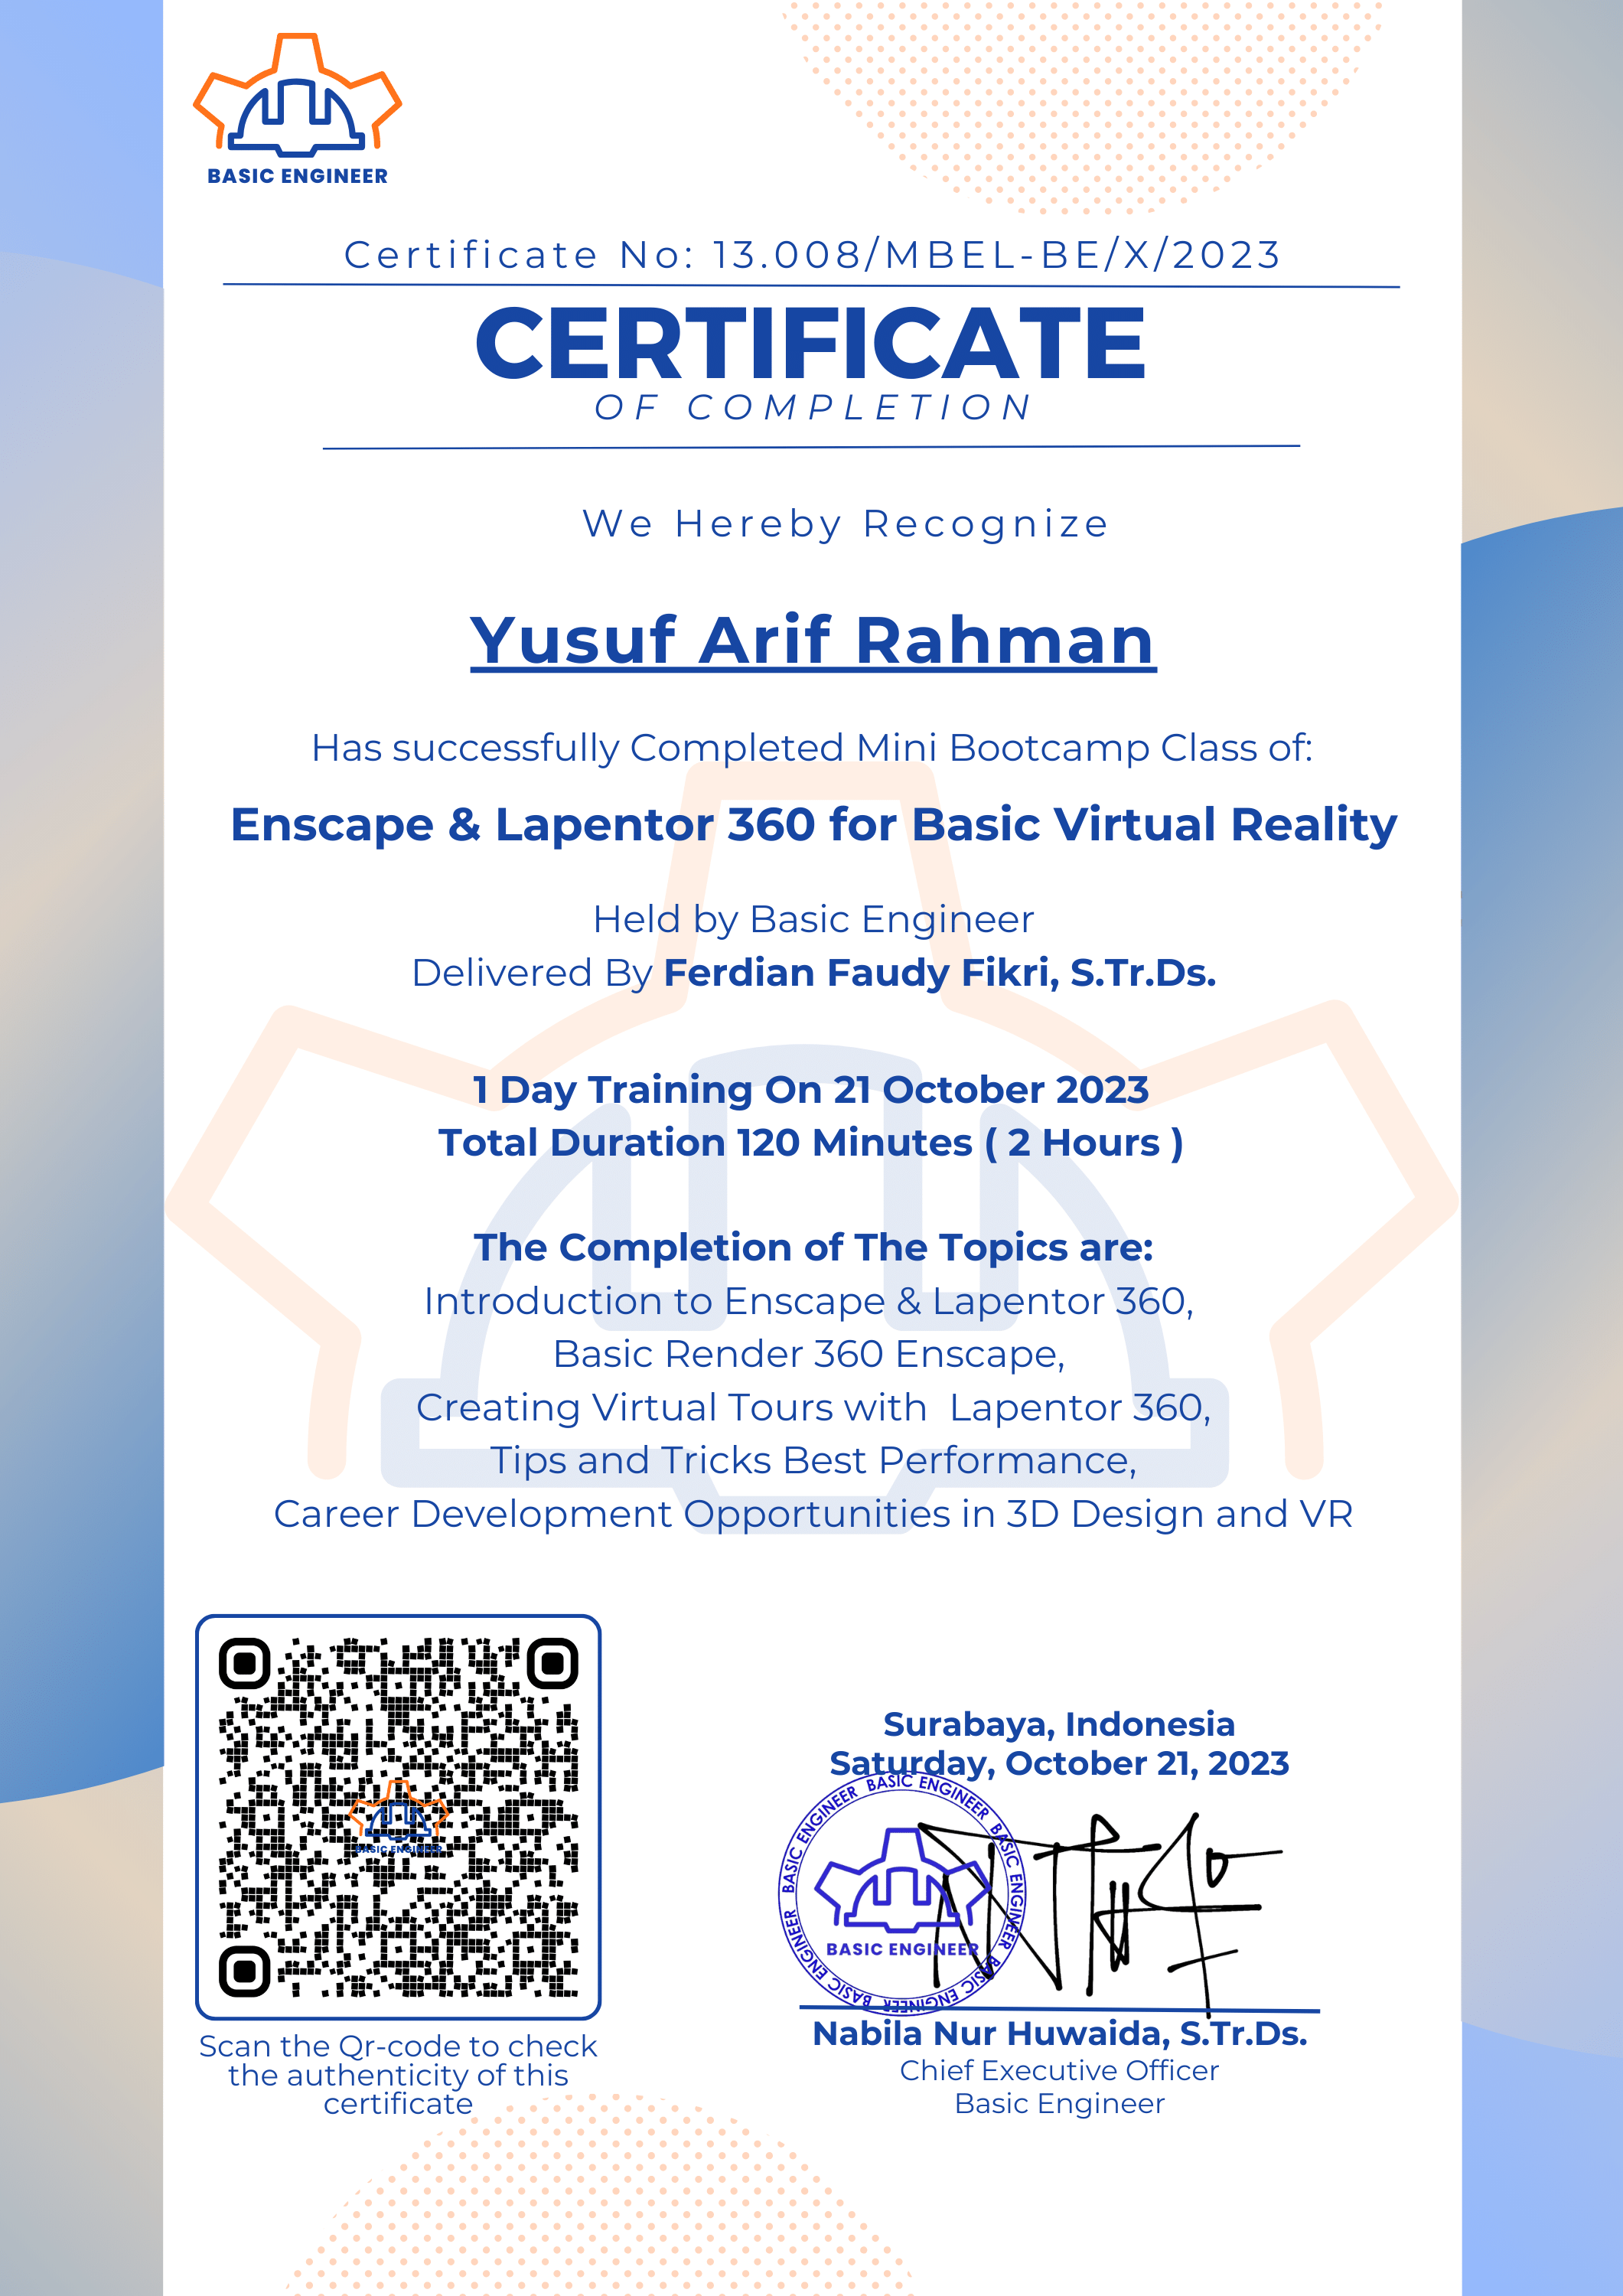 BASIC ENGINEER
Certificate No: 13.008/MBEL-BE/X/2023
CERTIFICATE
OF COMPLETION
We Hereby Recognize
Yusuf Arif Rahman
Has successfully Completed Mini Bootcamp Class of:
Enscape & Lapentor 360 for Basic Virtual Reality
Held by Basic Engineer
Delivered By Ferdian Faudy Fikri, S.Tr.Ds.
1 Day Training On 21 October 2023
Total Duration 120 Minutes ( 2 Hours )
The Completion of The Topics are:
Introduction to Enscape & Lapentor 360,
Basic Render 360 Enscape,
Creating Virtual Tours with  Lapentor 360,
Tips and Tricks Best Performance,
Career Development Opportunities in 3D Design and VR
BASIC ENGINEER
Scan the Qr-code to check
the authenticity of this
certificate
Surabaya, Indonesia
Saturday, October 21, 2023
BASIC ENGINEER BASIC ENGINEER BASIC ENGINEER BASIC ENGINEER BASIC ENGINEER
BASIC ENGINEER
Nabila Nur Huwaida, S.Tr.Ds.
Chief Executive Officer
Basic Engineer